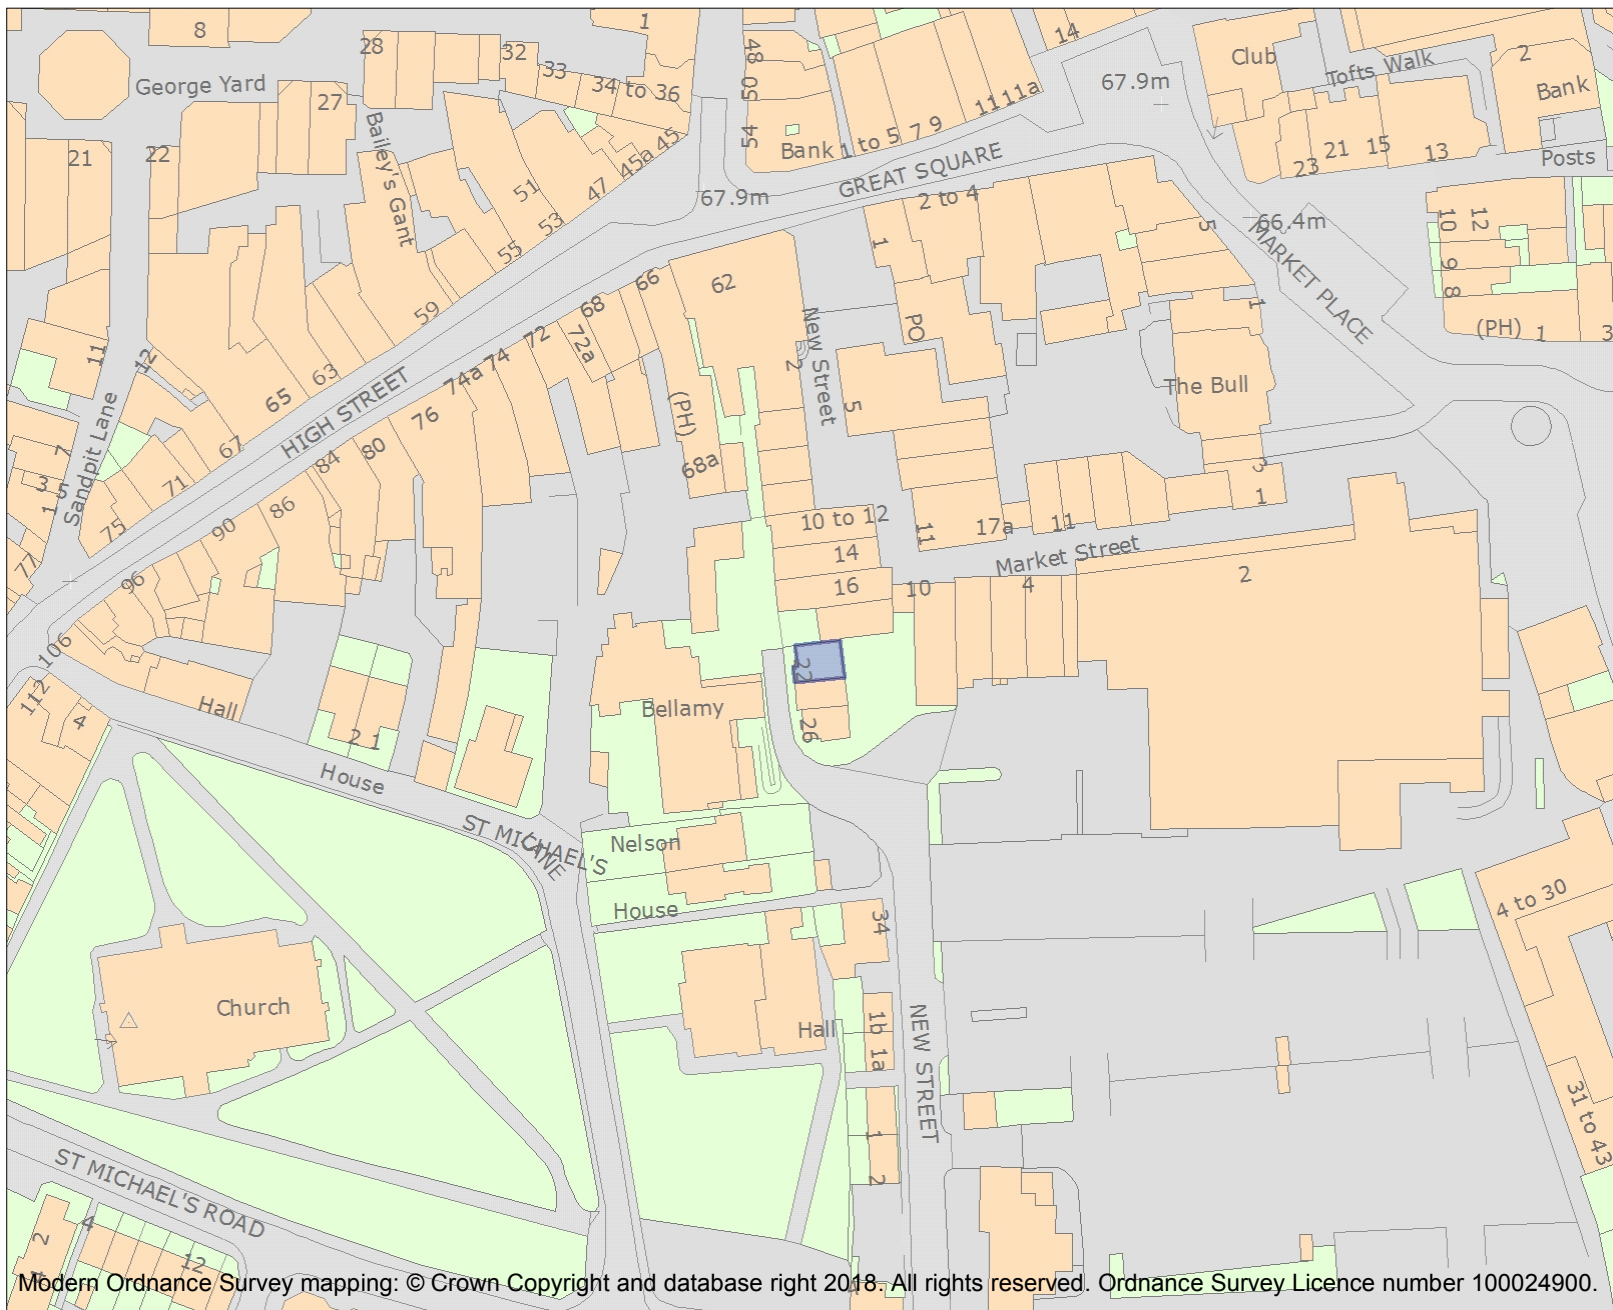 8
28
1
32
33
34 to 36
George Yard
27
48
50
54
Bank
1 to 5
7
9
11
11a
14
67.9m
Club
Tofts Walk
2
Bank
Posts
21
22
Bailey's Gant
51
47
45a
45
53
55
59
67.9m
GREAT SQUARE
2 to 4
1
5
66.4m
MARKET PLACE
23
21
15
13
10
12
9
8
(PH)
1
3
62
66
68
72a
72
74
74a
76
New Street
2
PO
5
1
The Bull
11
12
65
63
HIGH STREET
67
71
75
77
Sandpit Lane
7
3
5
1
84
80
86
90
96
(PH)
68a
10 to 12
14
16
11
17a
11
3
1
Market Street
10
4
2
106
112
4
Hall
2
1
22
26
Bellamy
House
ST MICHAEL'S
LANE
Nelson
House
34
4 to 30
Church
Hall
1b
1a
NEW STREET
1
2
31 to 43
ST MICHAEL'S ROAD
2
4
12
4
Modern Ordnance Survey mapping: © Crown Copyright and database right 2018. All rights reserved. Ordnance Survey Licence number 100024900.